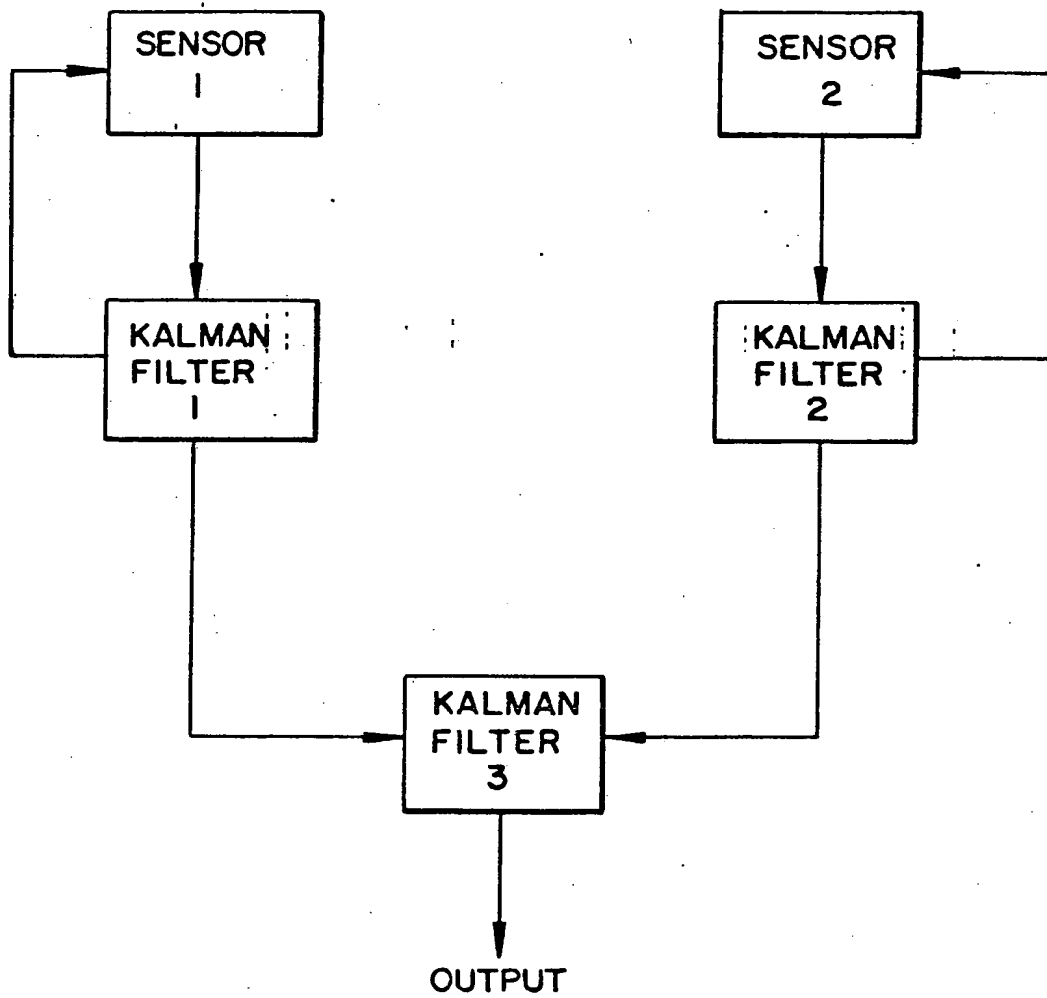 SENSOR
1
SENSOR
2
KALMAN
FILTER
1
KALMAN
FILTER
2
KALMAN
FILTER
3
OUTPUT